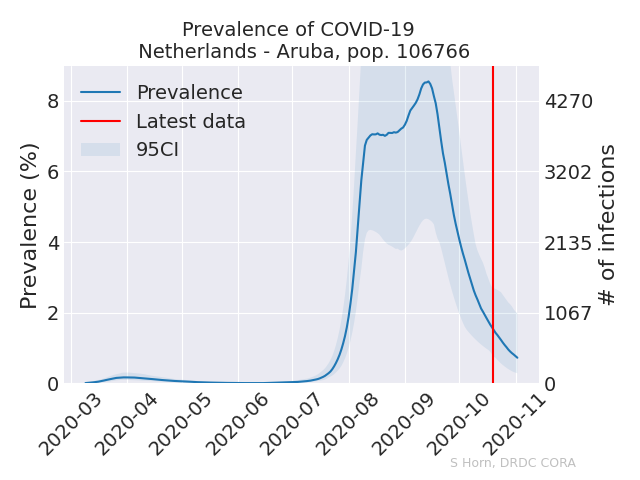 Prevalence of COVID-19
Netherlands - Aruba, pop. 106766
Prevalence
Latest data
95CI
Prevalence (%)
8
6
4
2
0
4270
3202
2135
1067
0
# of infections
2020-03
2020-04
2020-05
2020-06
2020-07
2020-08
2020-09
2020-10
2020-11
S Horn, DRDC CORA